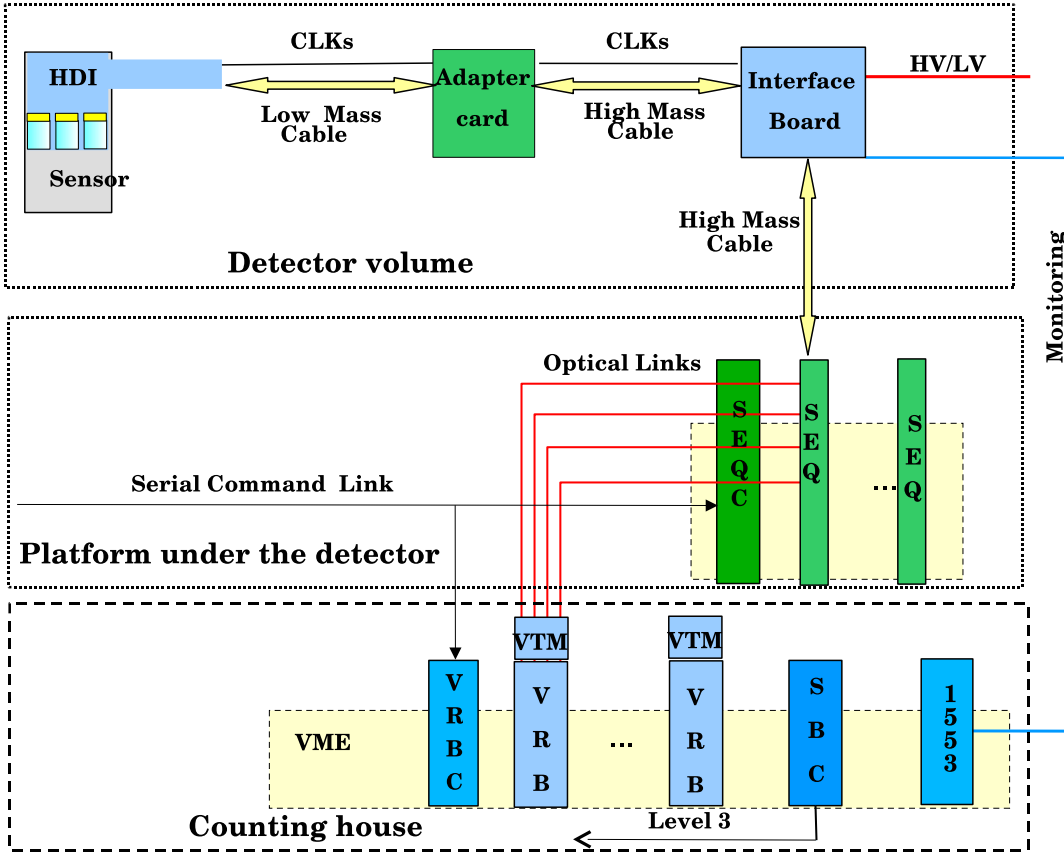 CLKs
CLKs
HDI
Adapter
card
Interface
Board
HV/LV
Low Mass
Cable
High Mass
Cable
Sensor
High Mass
Cable
Detector volume
Monitoring
Optical Links
S
E
Q
C
S
E
Q
...
S
E
Q
Serial Command Link
Platform under the detector
VTM
VTM
V
R
B
C
V
R
B
...
V
R
B
S
B
C
1
5
5
3
VME
Level 3
Counting house